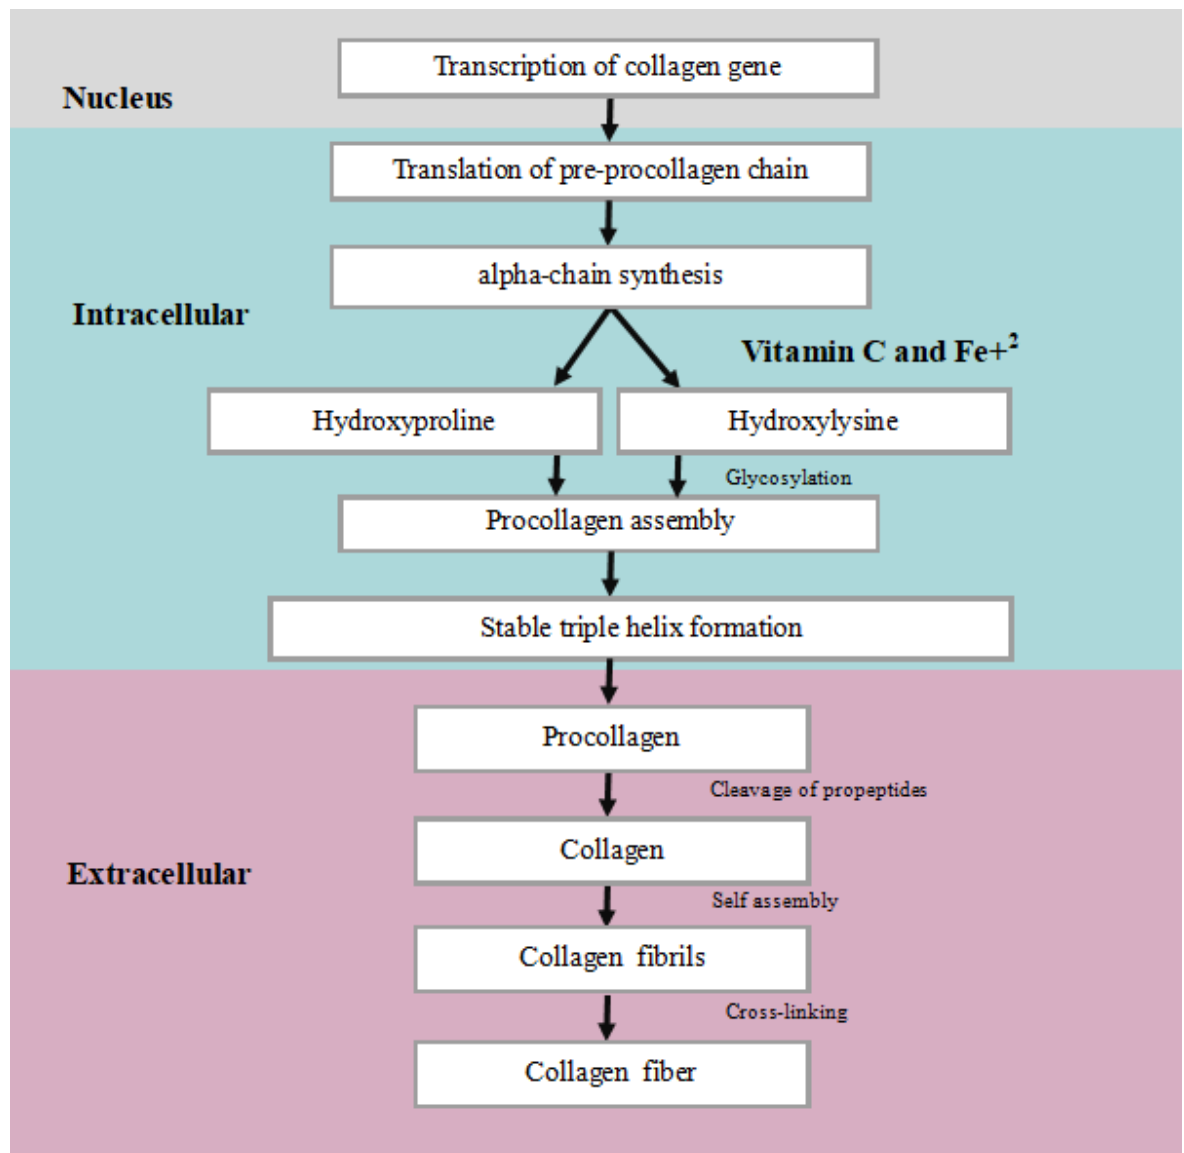 Transcription of collagen gene
Nucleus
Translation of pre-procollagen chain
alpha-chain synthesis
Intracellular
Vitamin C and Fe+²
Hydroxyproline
Hydroxylysine
Glycosylation
Procollagen assembly
Stable triple helix formation
Procollagen
Cleavage of propeptides
Collagen
Extracellular
Self assembly
Collagen fibrils
Cross-linking
Collagen fiber